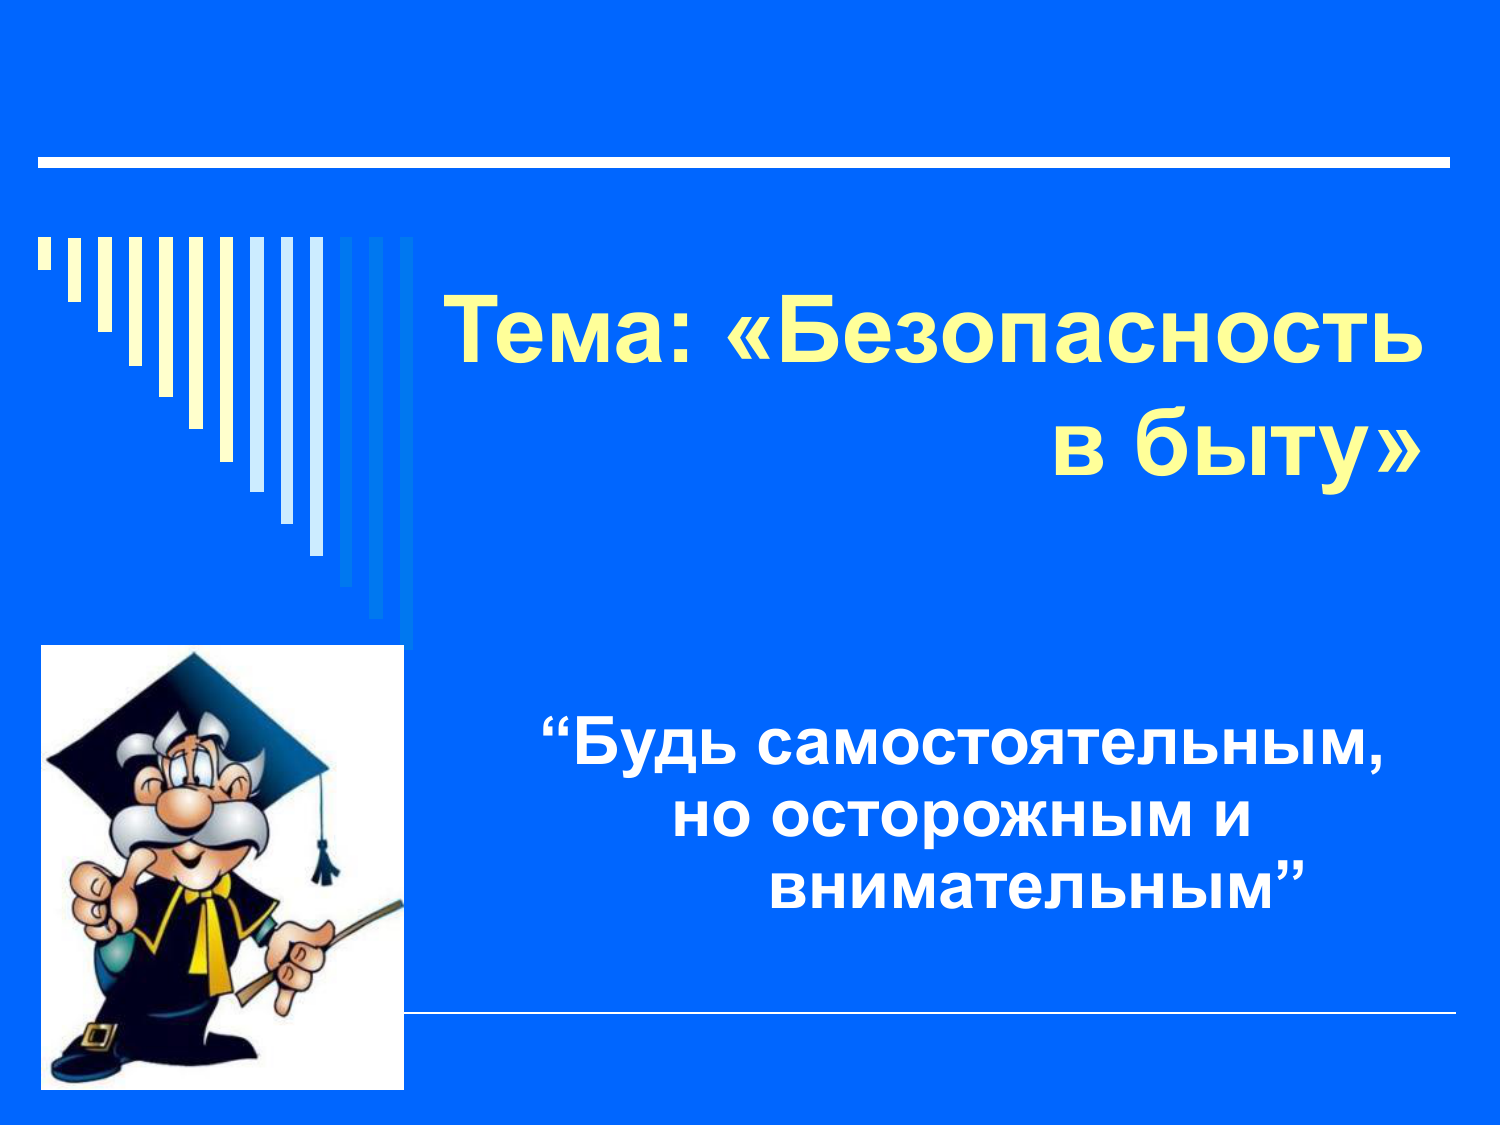 Тема: «Безопасность
в быту»
“Будь самостоятельным,
но осторожным и
внимательным”